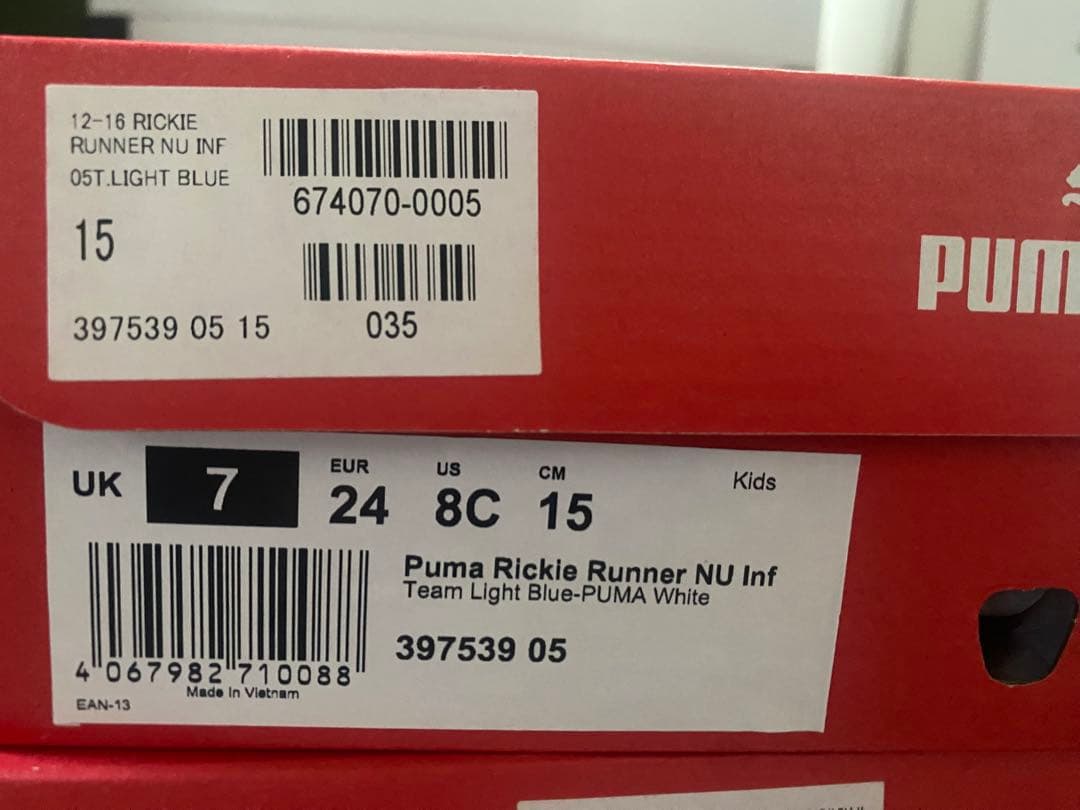 12-16 RICKIE
RUNNER NU INF
05T.LIGHT BLUE
674070-0005
15
397539 05 15
035
PUM
UK 7 EUR 24 US 8C CM 15 Kids
Puma Rickie Runner NU Inf
Team Light Blue-PUMA White
397539 05
4 067982 710088
Made In Vietnam
EAN-13